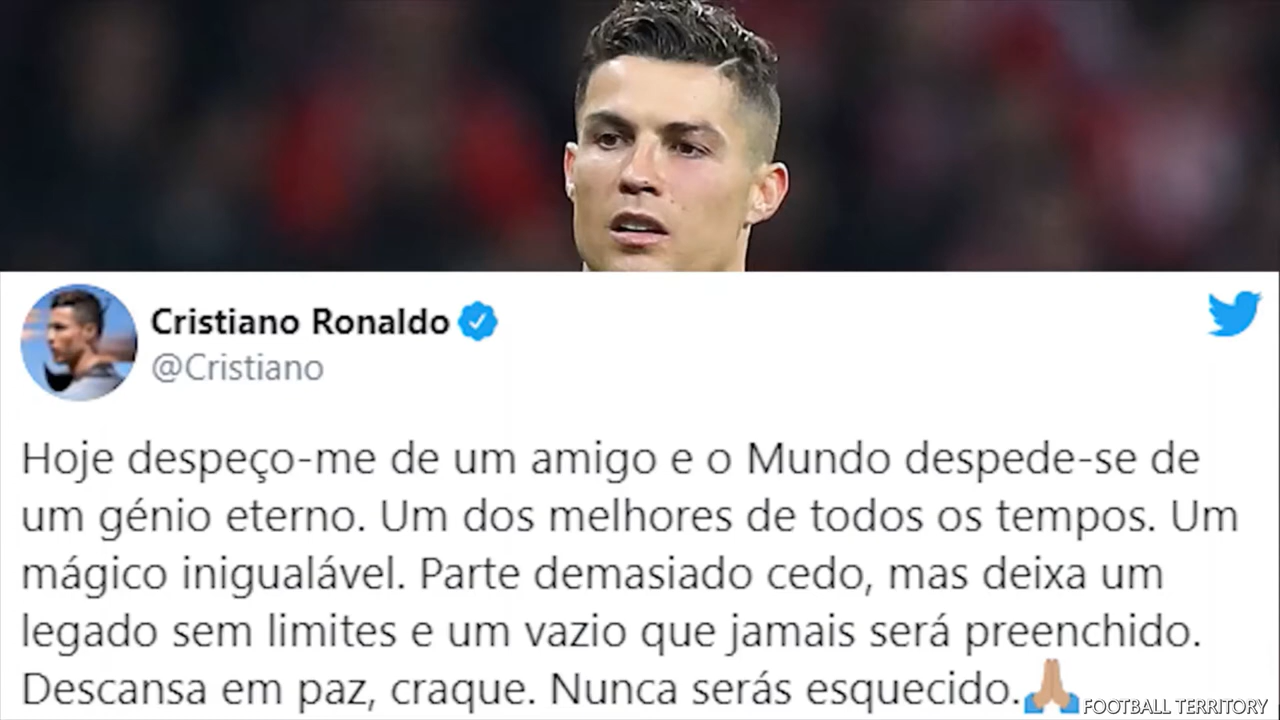 Cristiano Ronaldo
@Cristiano
Hoje despeço-me de um amigo e o Mundo despede-se de
um génio eterno. Um dos melhores de todos os tempos. Um
mágico inigualável. Parte demasiado cedo, mas deixa um
legado sem limites e um vazio que jamais será preenchido.
Descansa em paz, craque. Nunca serás esquecido.🙏🏽
FOOTBALL TERRITORY